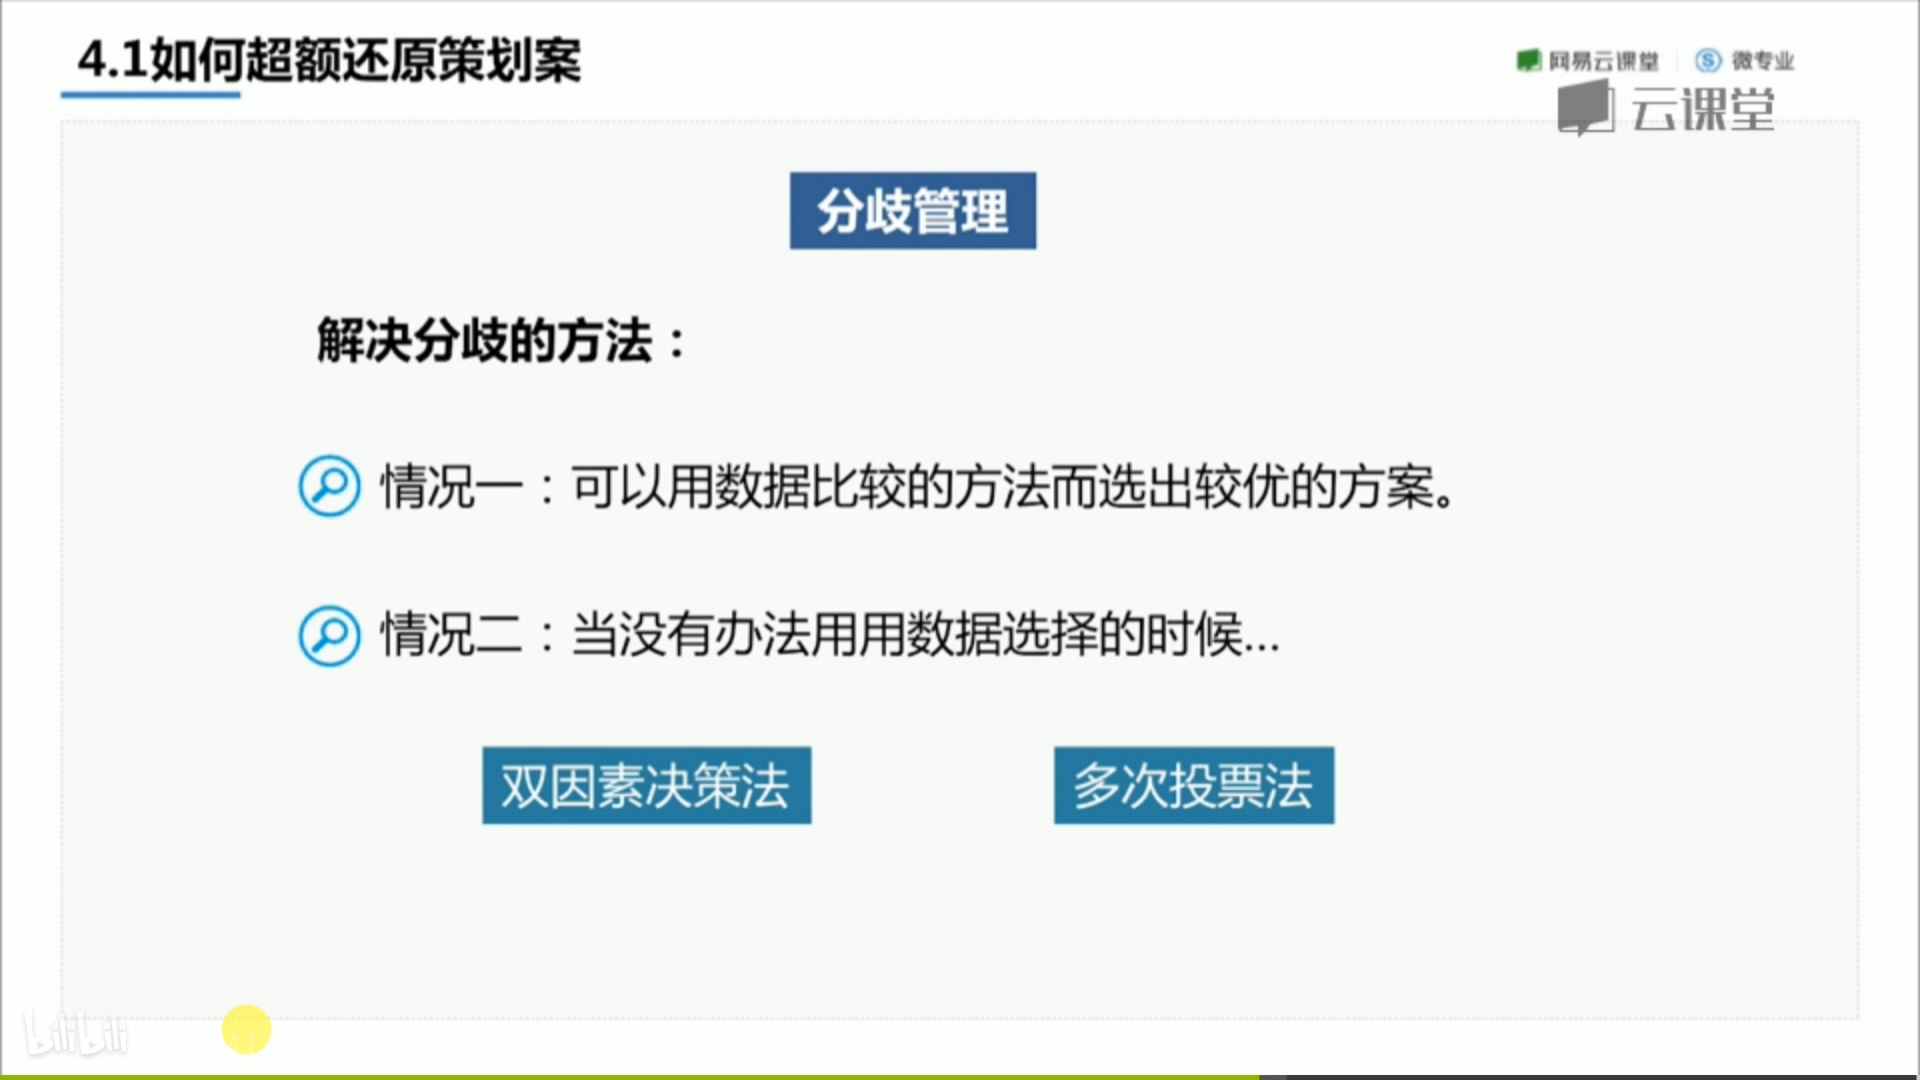 4.1如何超额还原策划案
网易云课堂 微专业
云课堂
分歧管理
解决分歧的方法：
情况一：可以用数据比较的方法而选出较优的方案。
情况二：当没有办法用用数据选择的时候...
双因素决策法
多次投票法
bilibili